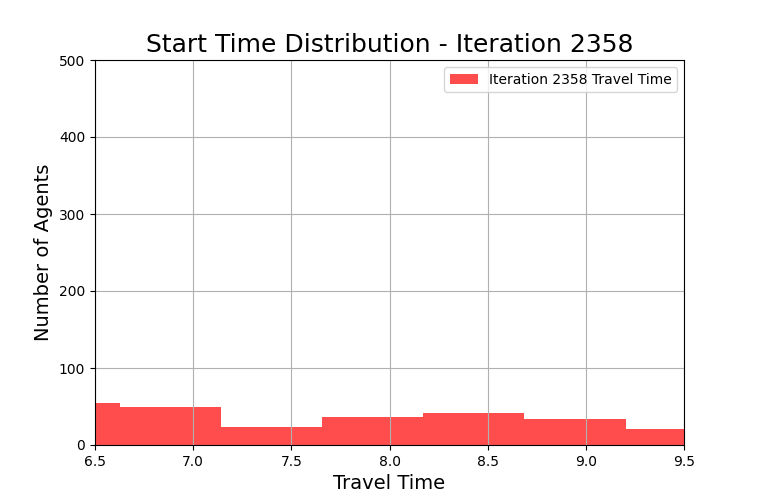 Start Time Distribution - Iteration 2358
Iteration 2358 Travel Time
Number of Agents
500
400
300
200
100
0
6.5 7.0 7.5 8.0 8.5 9.0 9.5
Travel Time